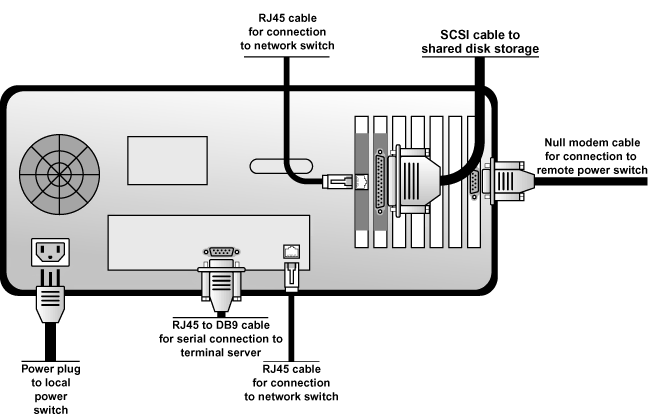 RJ45 cable
for connection
to network switch
SCSI cable to
shared disk storage
Null modem cable
for connection to
remote power switch
RJ45 to DB9 cable
for serial connection to
terminal server
Power plug
to local
power
switch
RJ45 cable
for connection
to network switch